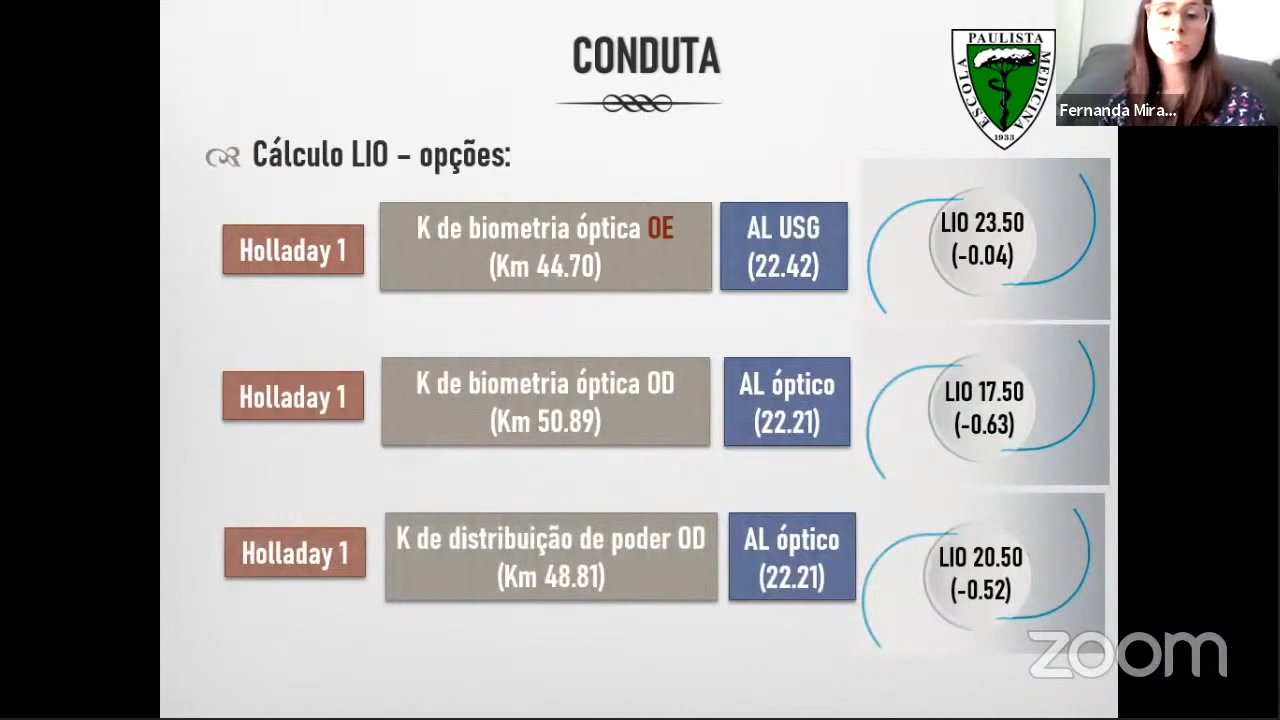 CONDUTA
PAULISTA
ESCOLA
MEDICINA
1933
Fernanda Mira...
Cálculo LIO – opções:
Holladay 1
K de biometria óptica OE
(Km 44.70)
AL USG
(22.42)
LIO 23.50
(-0.04)
Holladay 1
K de biometria óptica OD
(Km 50.89)
AL óptico
(22.21)
LIO 17.50
(-0.63)
Holladay 1
K de distribuição de poder OD
(Km 48.81)
AL óptico
(22.21)
LIO 20.50
(-0.52)
zoom